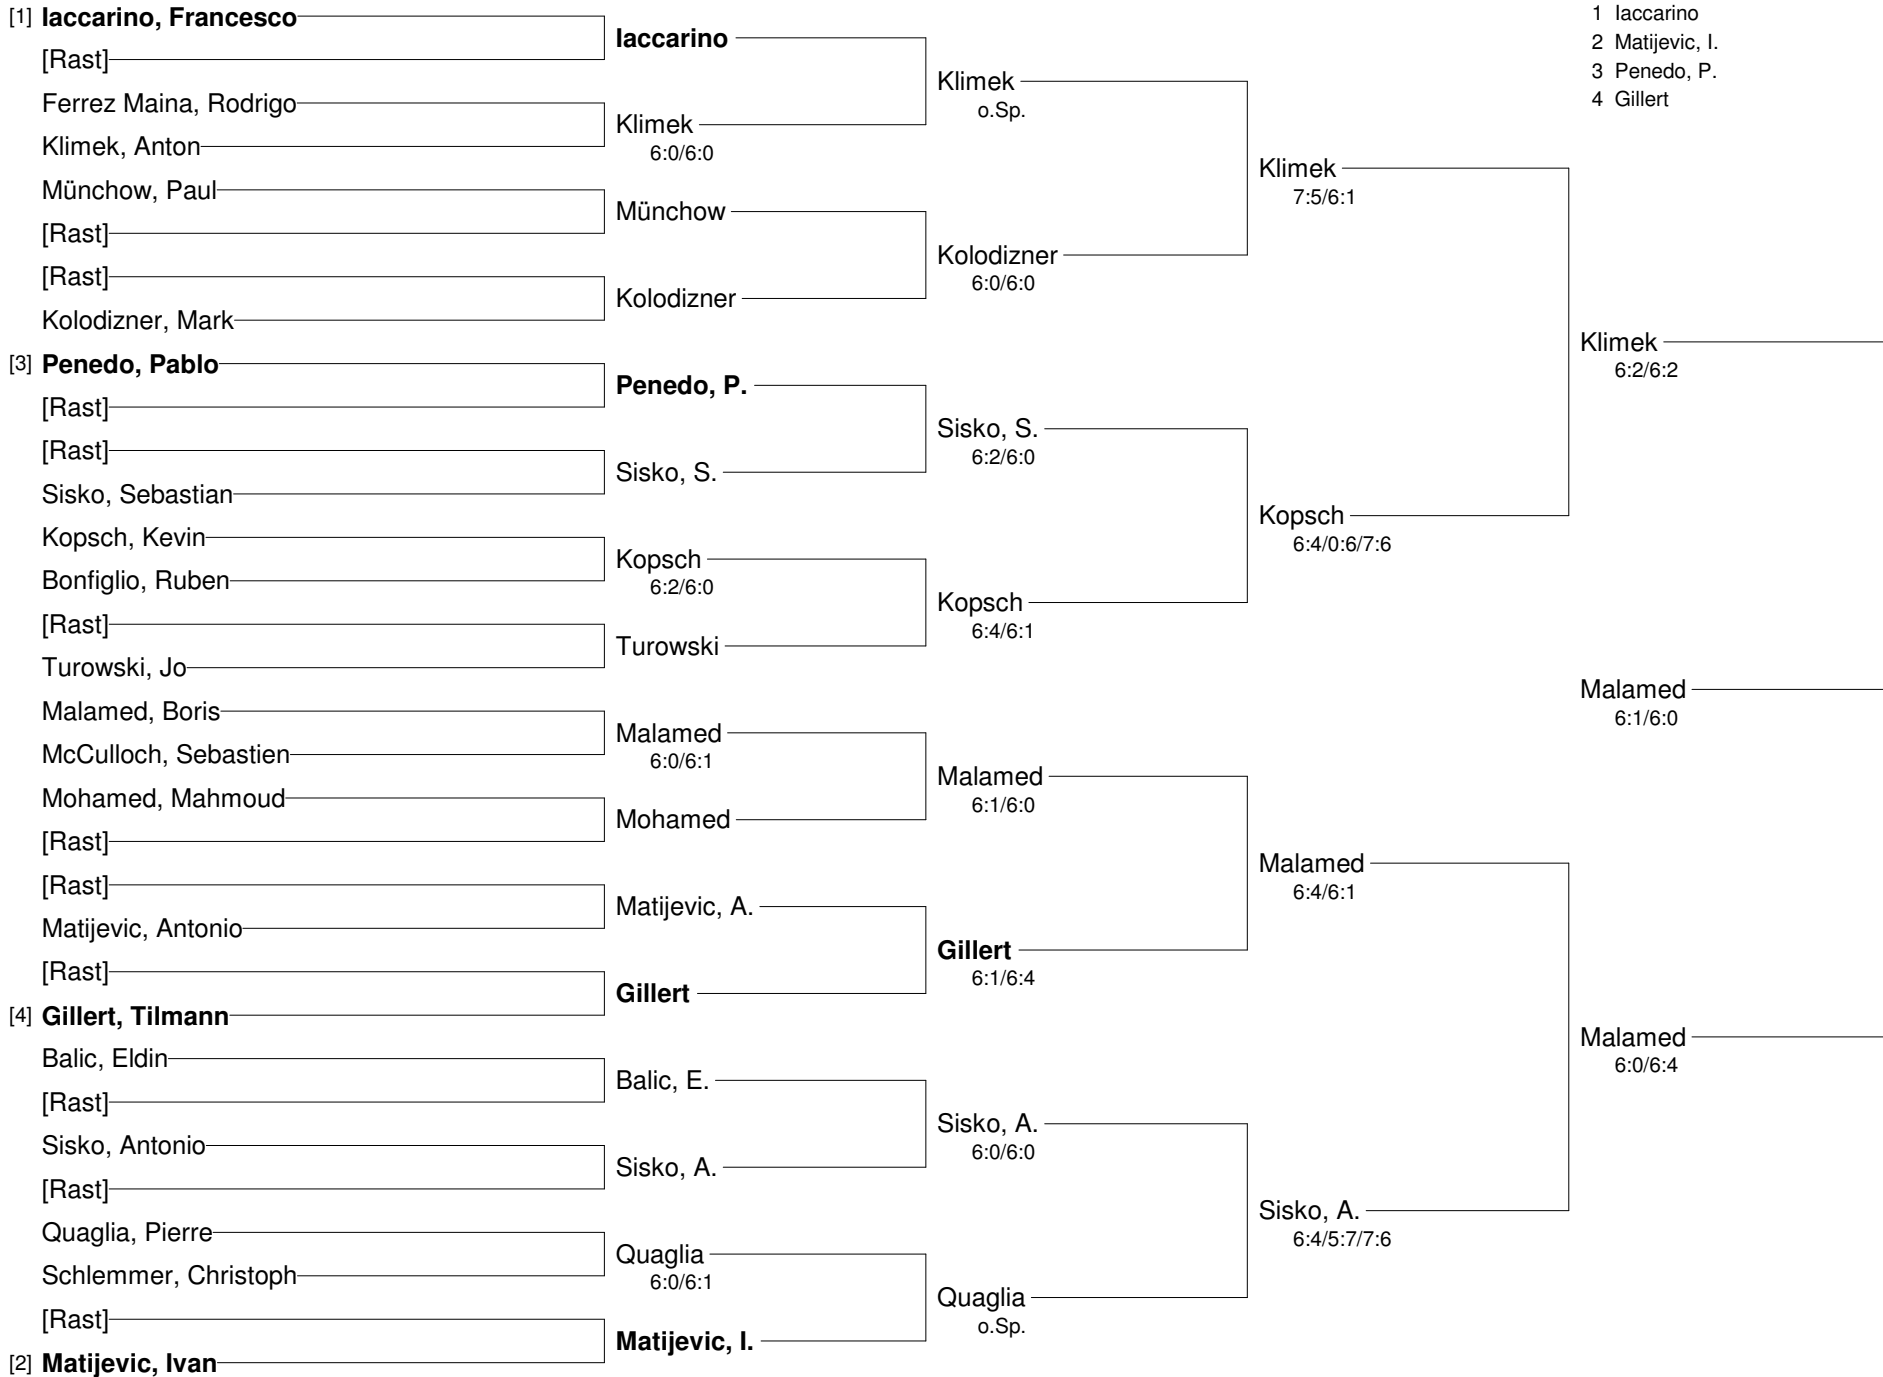 [1] Iaccarino, Francesco
[Rast]
Ferrez Maina, Rodrigo
Klimek, Anton
Münchow, Paul
[Rast]
[Rast]
Kolodizner, Mark
[3] Penedo, Pablo
[Rast]
[Rast]
Sisko, Sebastian
Kopsch, Kevin
Bonfiglio, Ruben
[Rast]
Turowski, Jo
Malamed, Boris
McCulloch, Sebastien
Mohamed, Mahmoud
[Rast]
[Rast]
Matijevic, Antonio
[Rast]
[4] Gillert, Tilmann
Balic, Eldin
[Rast]
Sisko, Antonio
[Rast]
Quaglia, Pierre
Schlemmer, Christoph
[Rast]
[2] Matijevic, Ivan
Iaccarino
Klimek
6:0/6:0
Münchow
Kolodizner
Penedo, P.
Sisko, S.
Kopsch
6:2/6:0
Turowski
Malamed
6:0/6:1
Mohamed
Matijevic, A.
Gillert
Balic, E.
Sisko, A.
Quaglia
6:0/6:1
Matijevic, I.
Klimek
o.Sp.
Kolodizner
6:0/6:0
Sisko, S.
6:2/6:0
Kopsch
6:4/6:1
Malamed
6:1/6:0
Gillert
6:1/6:4
Sisko, A.
6:0/6:0
Quaglia
o.Sp.
Klimek
7:5/6:1
Kopsch
6:4/0:6/7:6
Malamed
6:4/6:1
Sisko, A.
6:4/5:7/7:6
1 Iaccarino
2 Matijevic, I.
3 Penedo, P.
4 Gillert
Klimek
6:2/6:2
Malamed
6:1/6:0
Malamed
6:0/6:4